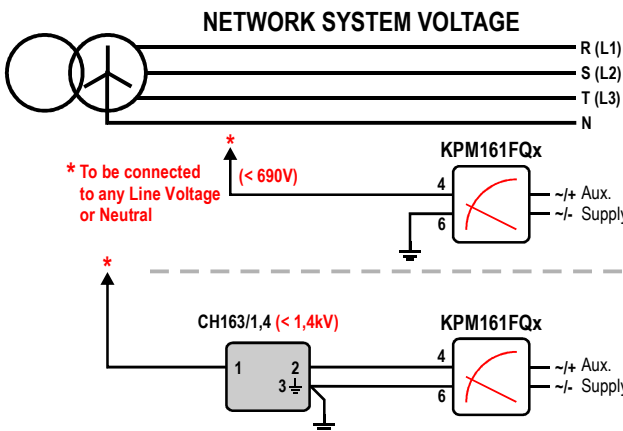 NETWORK SYSTEM VOLTAGE
R (L1)
S (L2)
T (L3)
N
*
* To be connected
to any Line Voltage
or Neutral
(< 690V)
KPM161FQx
4
6
~/+ Aux.
~/- Supply
*
CH163/1,4 (< 1,4kV)
1
2
3
KPM161FQx
4
6
~/+ Aux.
~/- Supply